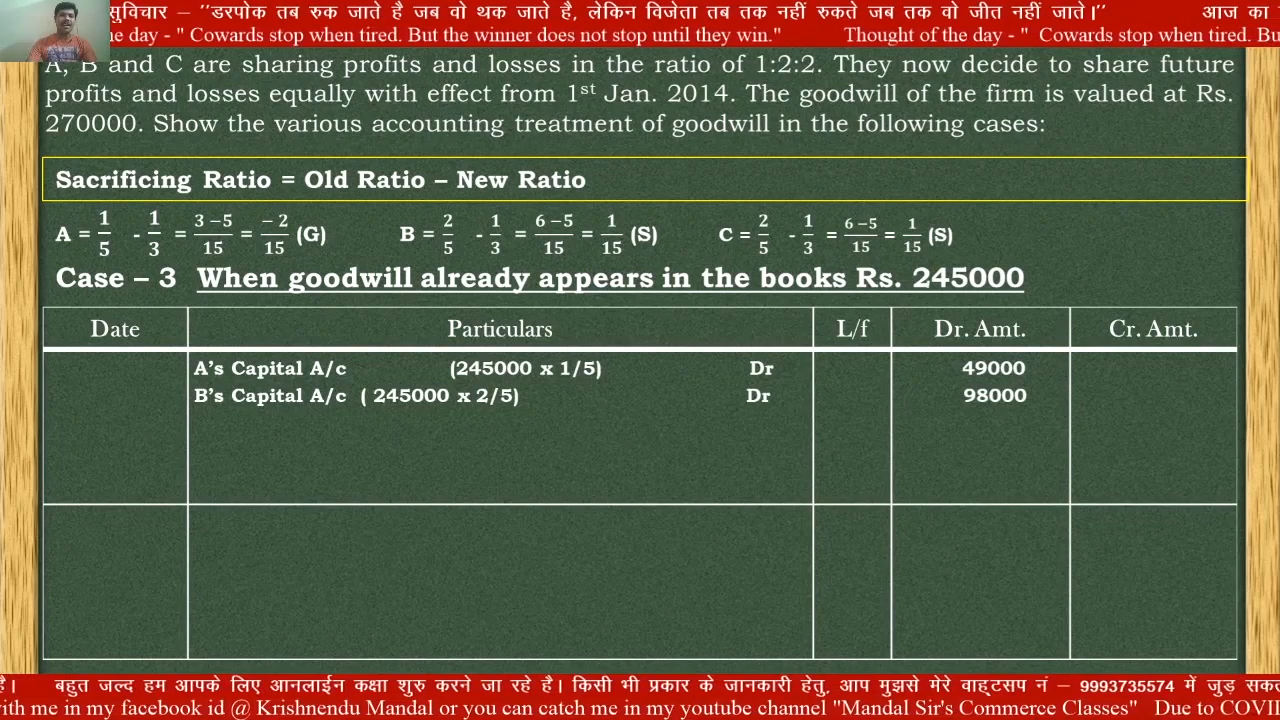 सुविचार – ’’डरपोक तब रुक जाते है जब वो थक जाते है, लेकिन विजेता तब तक नहीं रुकते जब तक वो जीत नहीं जाते।’’ आज का
he day - " Cowards stop when tired. But the winner does not stop until they win." Thought of the day - " Cowards stop when tired. Bu
A, B and C are sharing profits and losses in the ratio of 1:2:2. They now decide to share future
profits and losses equally with effect from 1st Jan. 2014. The goodwill of the firm is valued at Rs.
270000. Show the various accounting treatment of goodwill in the following cases:
Sacrificing Ratio = Old Ratio – New Ratio
A = 1/5 - 1/3 = 3–5/15 = –2/15 (G) B = 2/5 - 1/3 = 6–5/15 = 1/15 (S) C = 2/5 - 1/3 = 6–5/15 = 1/15 (S)
Case – 3 When goodwill already appears in the books Rs. 245000
Date Particulars L/f Dr. Amt. Cr. Amt.
A’s Capital A/c (245000 x 1/5) Dr 49000
B’s Capital A/c ( 245000 x 2/5) Dr 98000
है। बहुत जल्द हम आपके लिए आनलाईन कक्षा शुरु करने जा रहे है। किसी भी प्रकार के जानकारी हेतु, आप मुझसे मेरे वाह्टसप नं – 9993735574 में जुड़ सक
with me in my facebook id @ Krishnendu Mandal or you can catch me in my youtube channel "Mandal Sir's Commerce Classes" Due to COVI